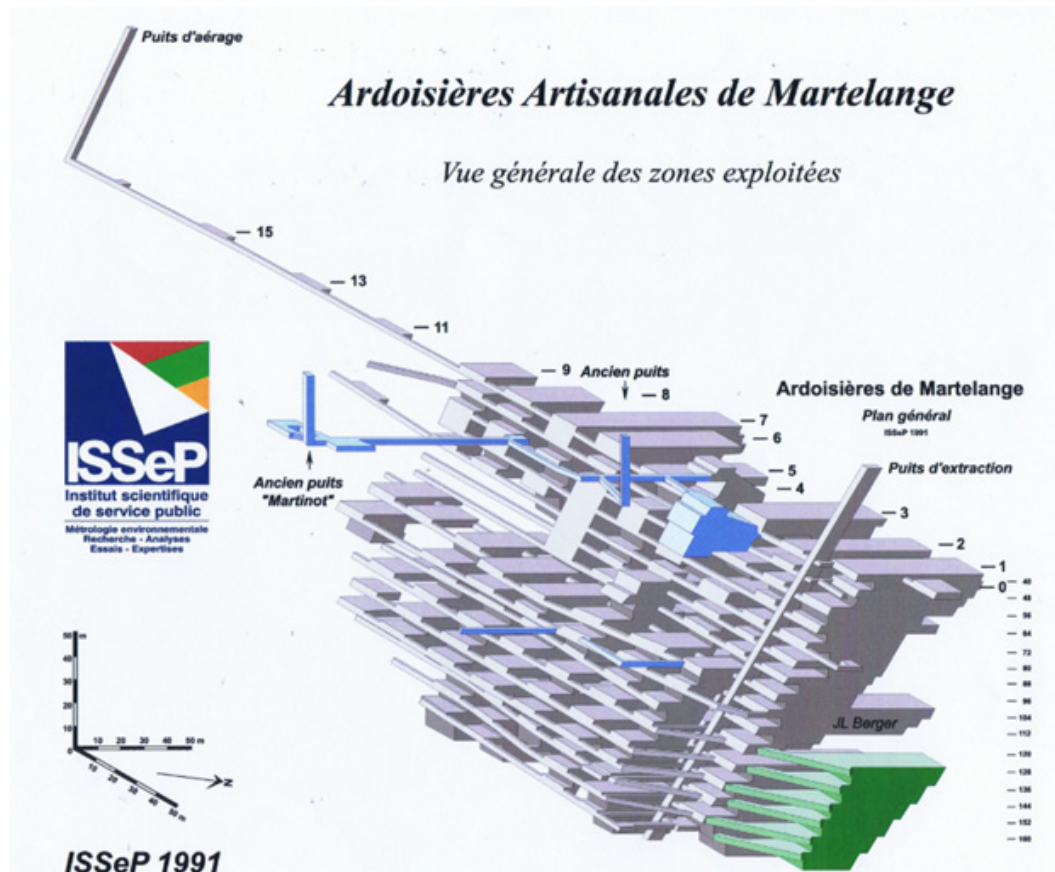 Puits d'aérage
Ardoisières Artisanales de Martelange
Vue générale des zones exploitées
15
13
11
9
Ancien puits
8
Ardoisières de Martelange
Plan général
ISSeP 1991
7
6
5
4
Puits d'extraction
3
2
1
0
ISSeP
Institut scientifique
de service public
Métrologie environnementale
Recherche - Analyses
Essais - Expertises
Ancien puits
"Martinot"
40
48
56
64
72
80
88
96
104
112
120
128
136
144
152
160
JL Berger
50 m
40
30
20
10
0
10 20 30 40 50 m
10
20
30
40
50 m
N
ISSeP 1991